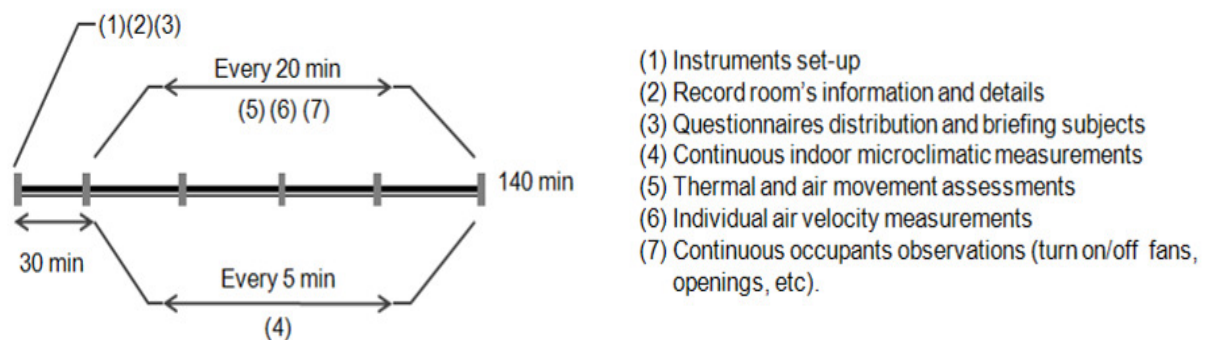 (1)(2)(3)
Every 20 min
(5) (6) (7)
140 min
30 min
Every 5 min
(4)
(1) Instruments set-up
(2) Record room's information and details
(3) Questionnaires distribution and briefing subjects
(4) Continuous indoor microclimatic measurements
(5) Thermal and air movement assessments
(6) Individual air velocity measurements
(7) Continuous occupants observations (turn on/off fans,
openings, etc).